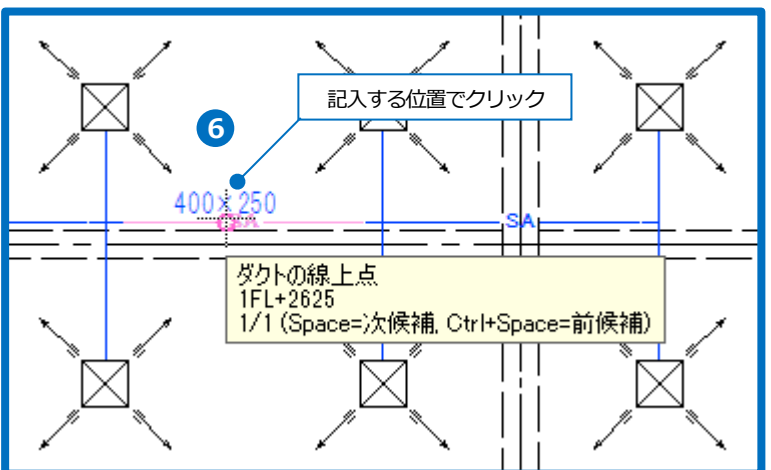 記入する位置でクリック
6
400×250
SA
SA
ダクトの線上点
1FL+2625
1/1 (Space=次候補, Ctrl+Space=前候補)